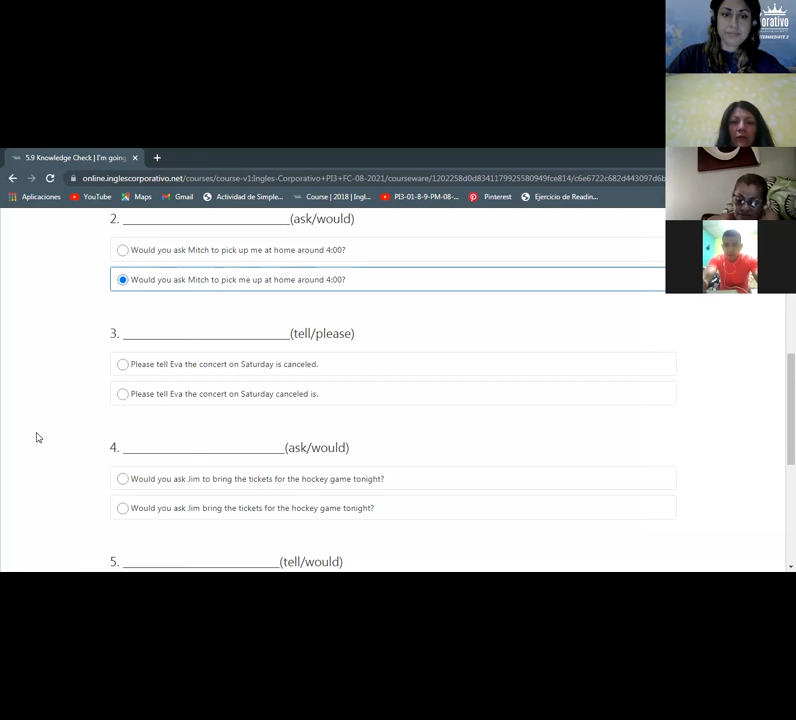 orativo
INTERMEDIATE 2
5.9 Knowledge Check | I'm going
online.inglescorporativo.net/courses/course-v1:Ingles-Corporativo+PI3+FC-08-2021/courseware/1202258d0d8341179925580949fce814/c6e6722c682d443097d6b
Aplicaciones YouTube Maps Gmail Actividad de Simple... Course | 2018 | Ingl... PI3-01-8-9-PM-08-... Pinterest Ejercicio de Readin...
2. ________________________(ask/would)
Would you ask Mitch to pick up me at home around 4:00?
Would you ask Mitch to pick me up at home around 4:00?
3. ________________________(tell/please)
Please tell Eva the concert on Saturday is canceled.
Please tell Eva the concert on Saturday canceled is.
4. _______________________(ask/would)
Would you ask Jim to bring the tickets for the hockey game tonight?
Would you ask Jim bring the tickets for the hockey game tonight?
5. ______________________(tell/would)